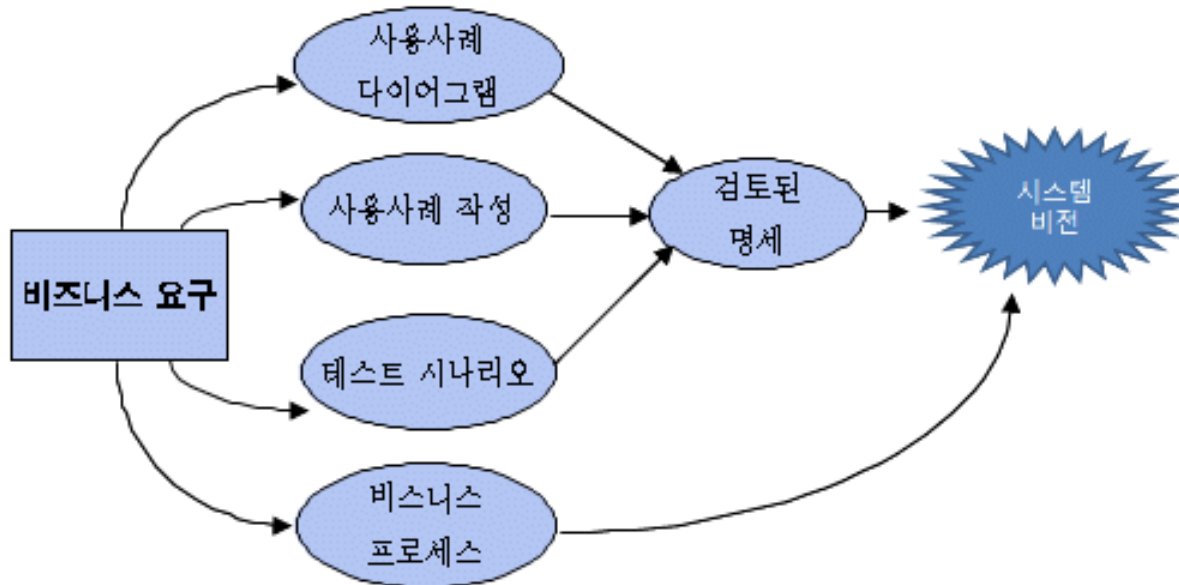 사용사례
다이어그램
사용사례 작성
검토된
명세
시스템
비전
비즈니스 요구
테스트 시나리오
비스니스
프로세스